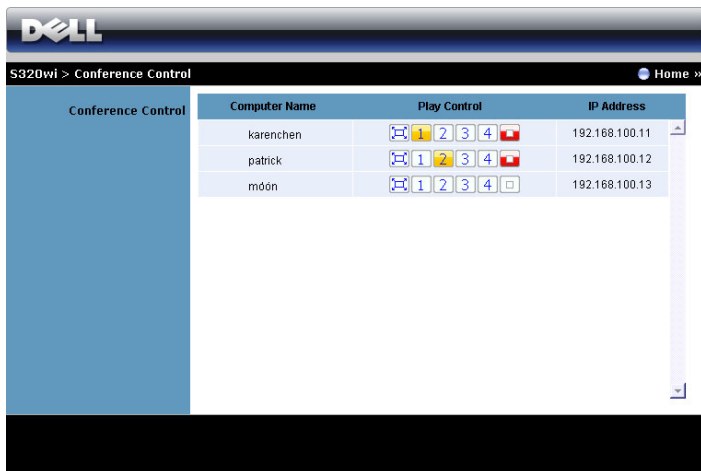 DELL
S320wi > Conference Control
Home »
Conference Control
Computer Name Play Control IP Address
karenchen 1 2 3 4 192.168.100.11
patrick 1 2 3 4 192.168.100.12
móón 1 2 3 4 192.168.100.13